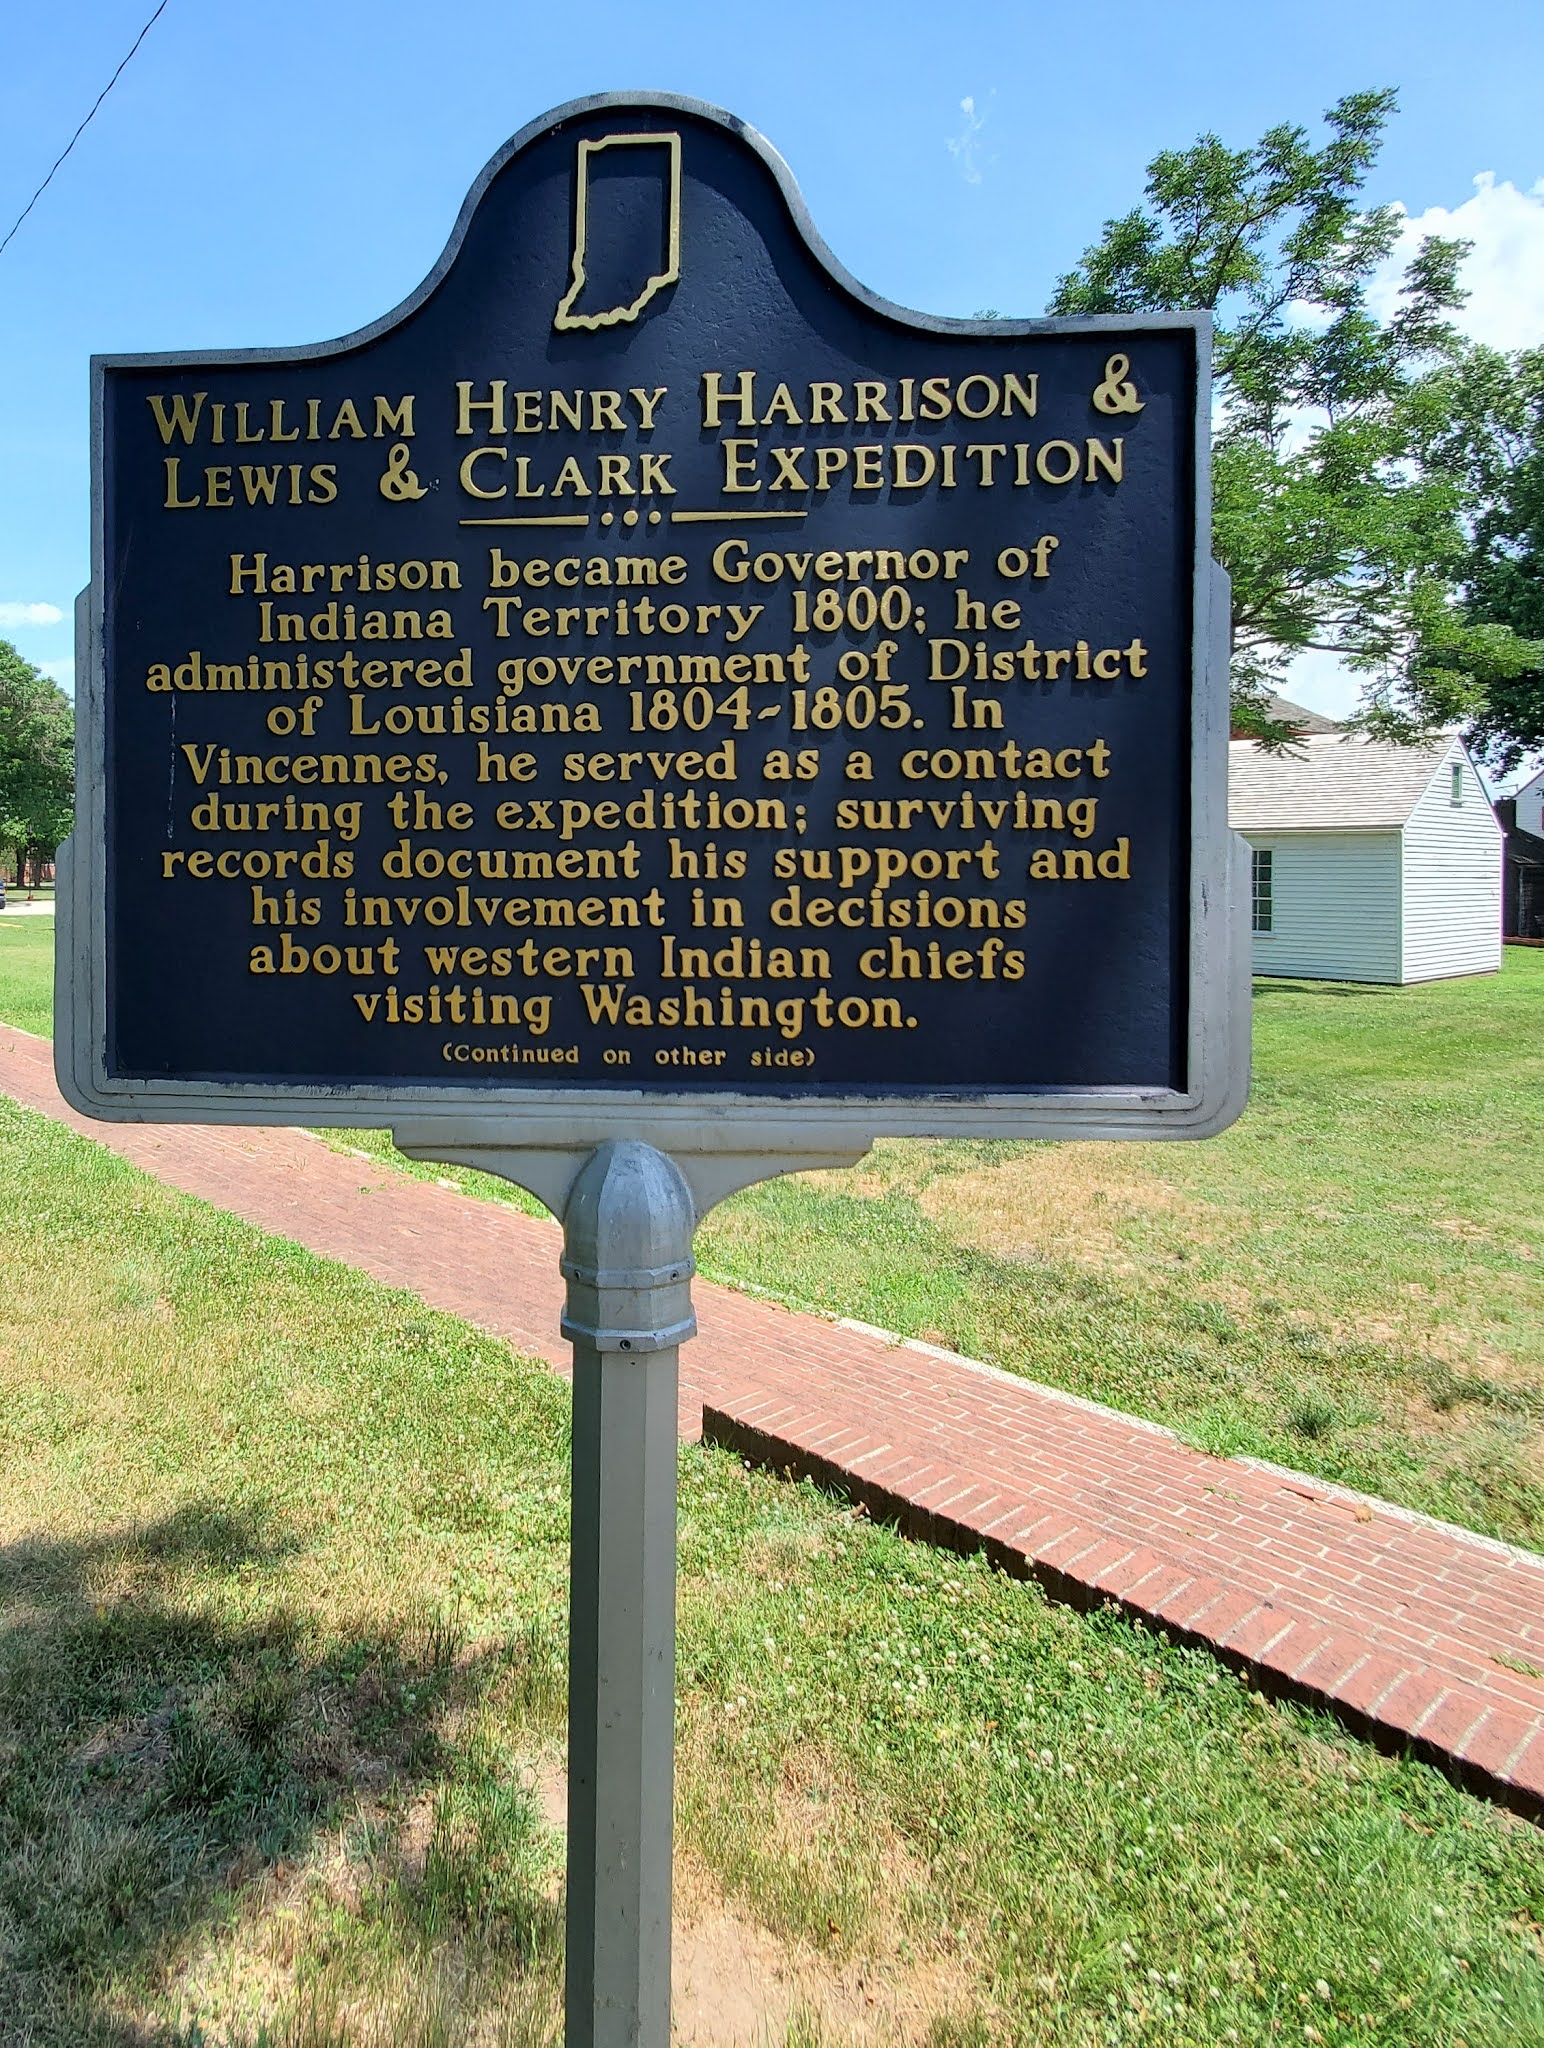 WILLIAM HENRY HARRISON &
LEWIS & CLARK EXPEDITION
Harrison became Governor of
Indiana Territory 1800; he
administered government of District
of Louisiana 1804-1805. In
Vincennes, he served as a contact
during the expedition; surviving
records document his support and
his involvement in decisions
about western Indian chiefs
visiting Washington.
(Continued on other side)